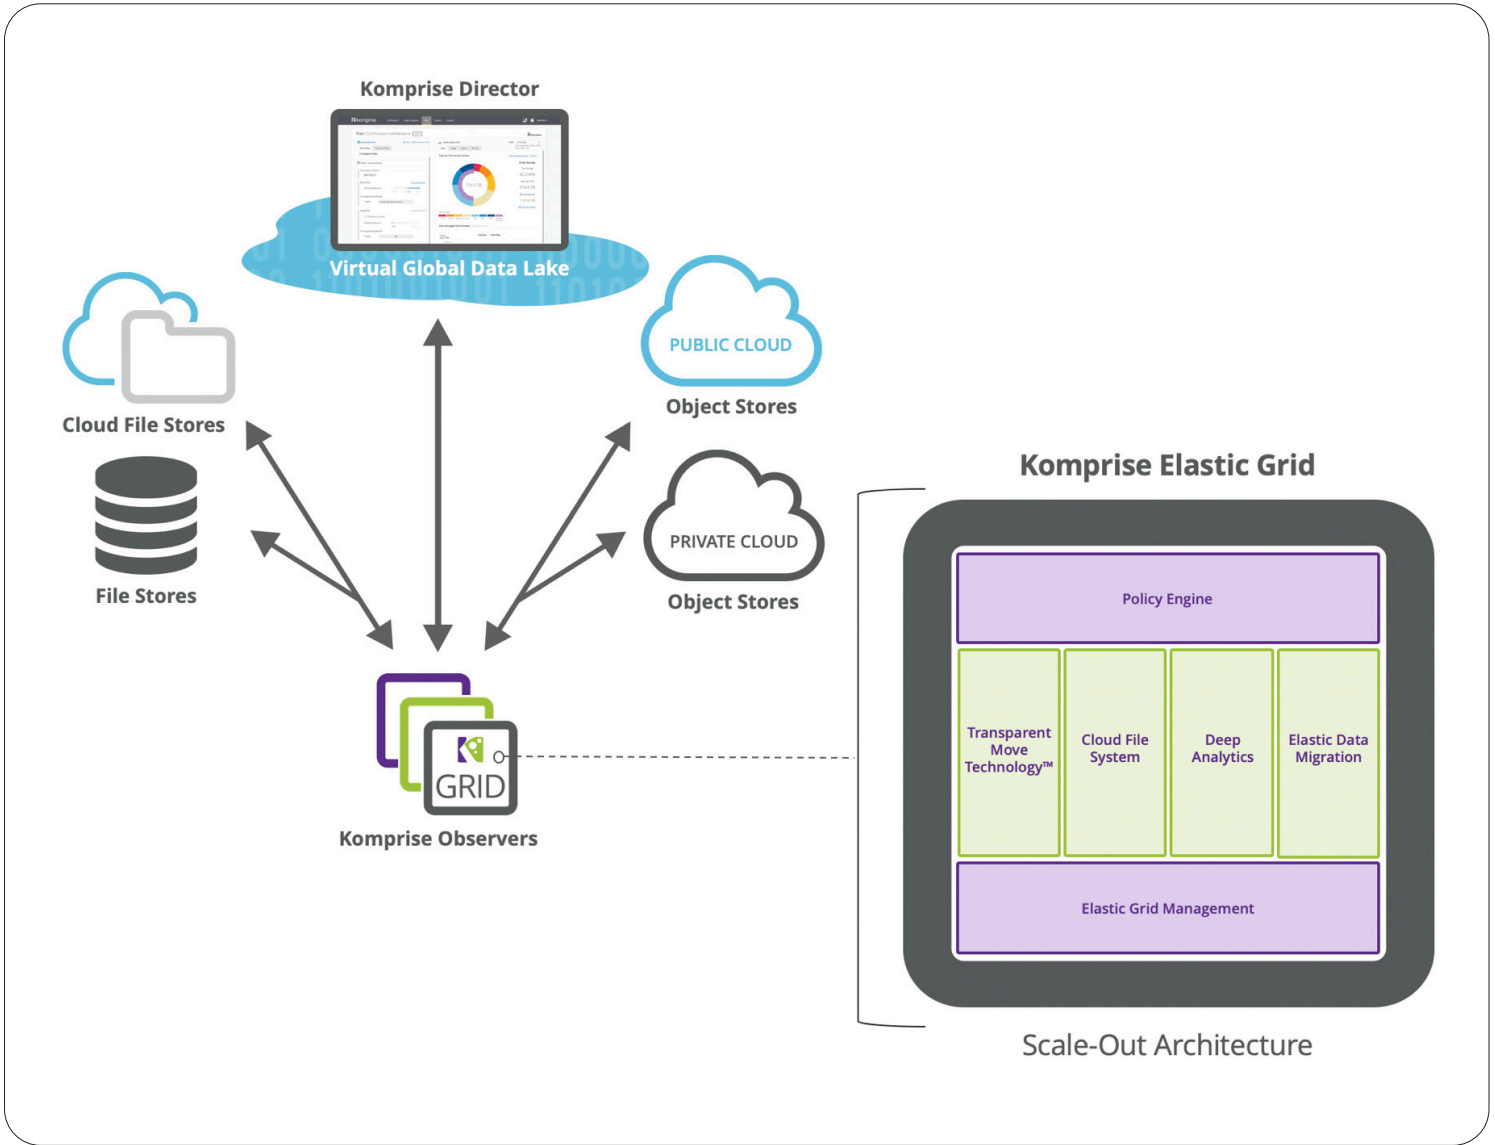 Komprise Director
komprise
Virtual Global Data Lake
PUBLIC CLOUD
Cloud File Stores
Object Stores
PRIVATE CLOUD
File Stores
Object Stores
GRID
Komprise Observers
Komprise Elastic Grid
Policy Engine
Transparent
Move
Technology™
Cloud File
System
Deep
Analytics
Elastic Data
Migration
Elastic Grid Management
Scale-Out Architecture